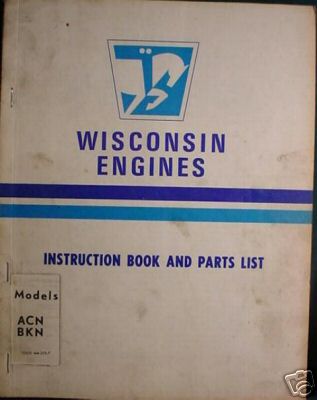 WISCONSIN
ENGINES
INSTRUCTION BOOK AND PARTS LIST
Models
ACN
BKN